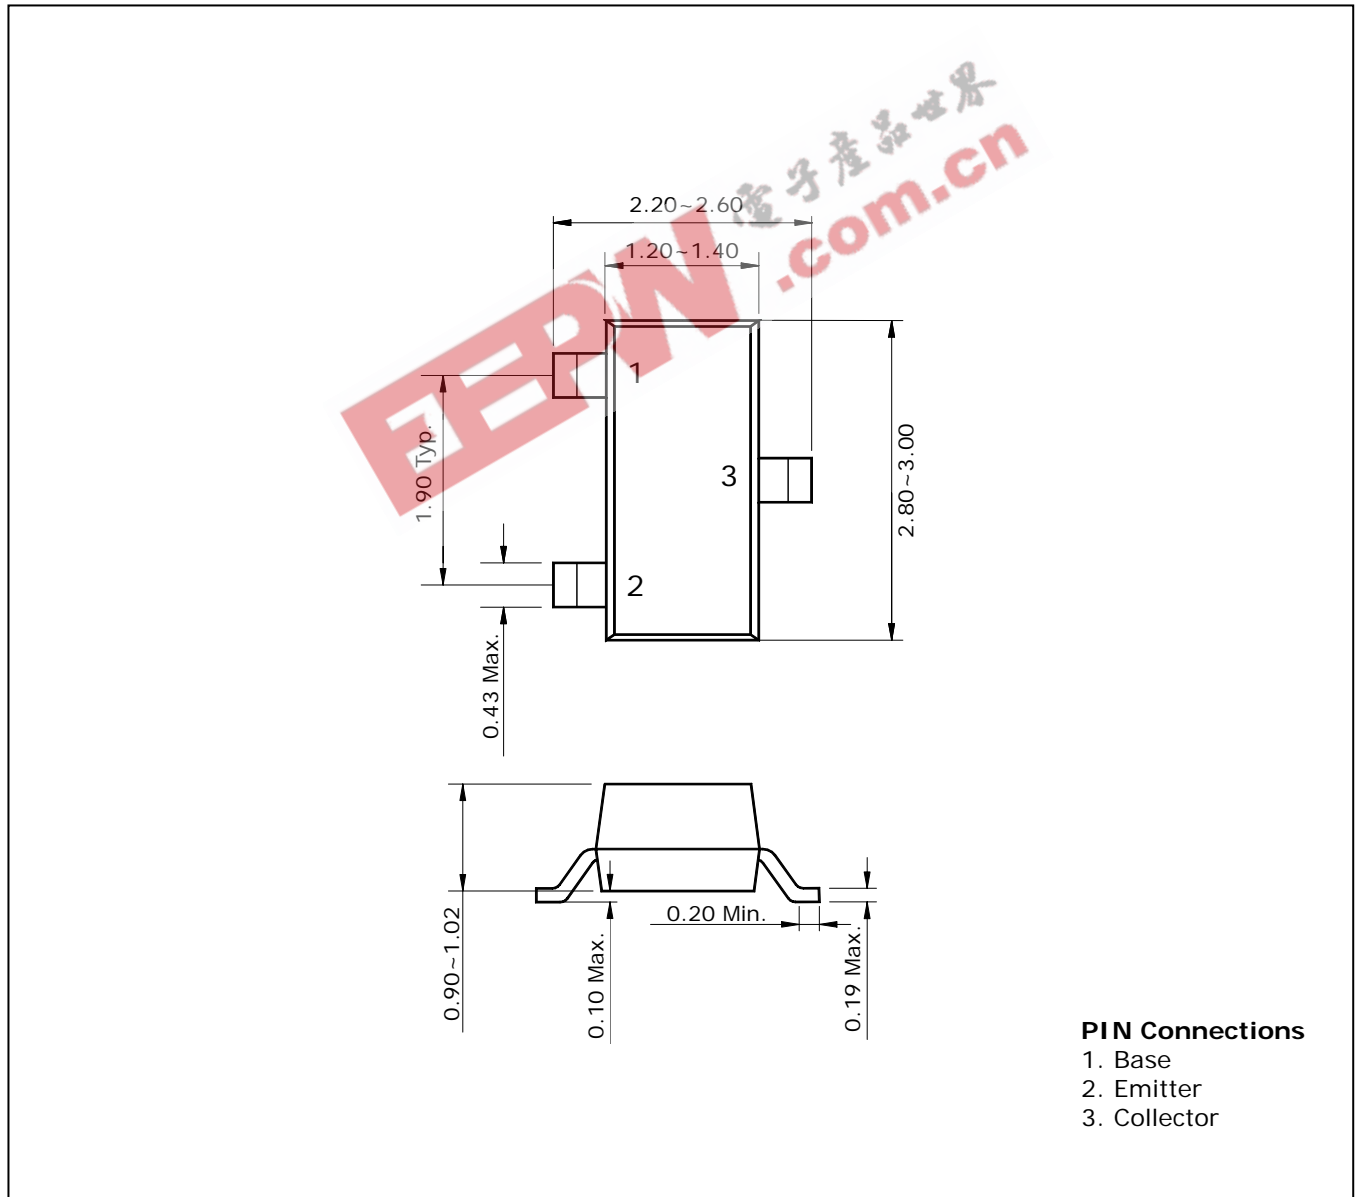 電子產品世界
.com.cn
EEPW
2.20~2.60
1.20~1.40
1
1.90 Typ.
3
2.80~3.00
2
0.43 Max.
0.90~1.02
0.10 Max.
0.20 Min.
0.19 Max.
PIN Connections
1. Base
2. Emitter
3. Collector